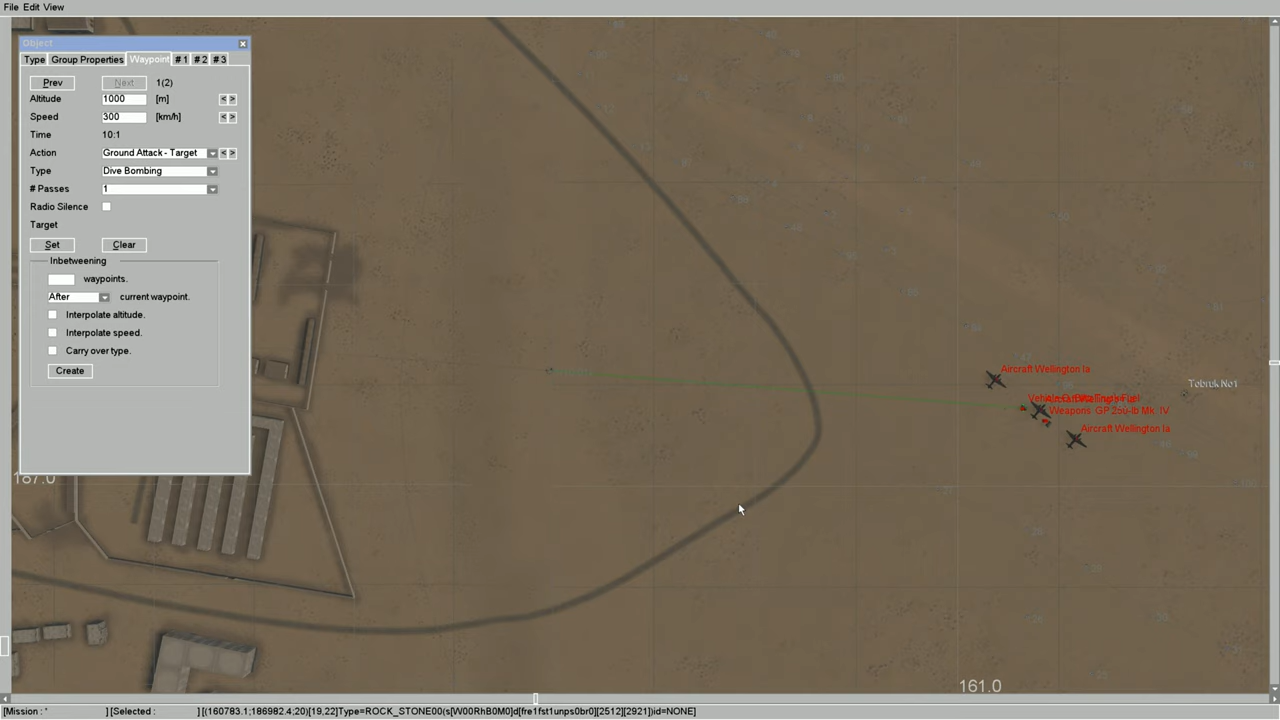 File Edit View
Object
Type Group Properties Waypoint #1 #2 #3
Prev Next 1(2)
Altitude 1000 [m] < >
Speed 300 [km/h] < >
Time 10:1
Action Ground Attack - Target < >
Type Dive Bombing
# Passes 1
Radio Silence
Target
Set Clear
Inbetweening
waypoints.
After current waypoint.
Interpolate altitude.
Interpolate speed.
Carry over type.
Create
187.0
Aircraft Wellington Ia
Tobruk No1
Weapons GP 250-lb Mk. IV
Aircraft Wellington Ia
161.0
[Mission : ' ] [Selected : ] [(160783.1;186982.4;20)[19,22]Type=ROCK_STONE00(s[W00RhB0M0]d[fre1fst1unps0br0][2512][2921])id=NONE]